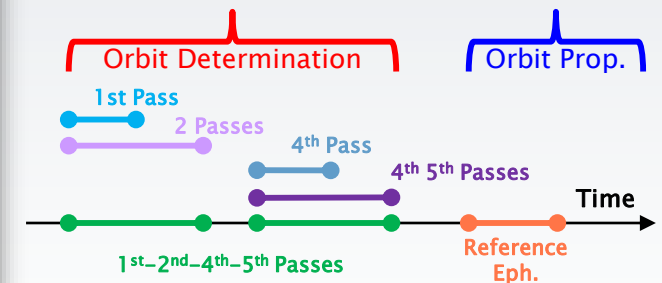 Orbit Determination
Orbit Prop.
1st Pass
2 Passes
4th Pass
4th 5th Passes
Time
1st-2nd-4th-5th Passes
Reference
Eph.